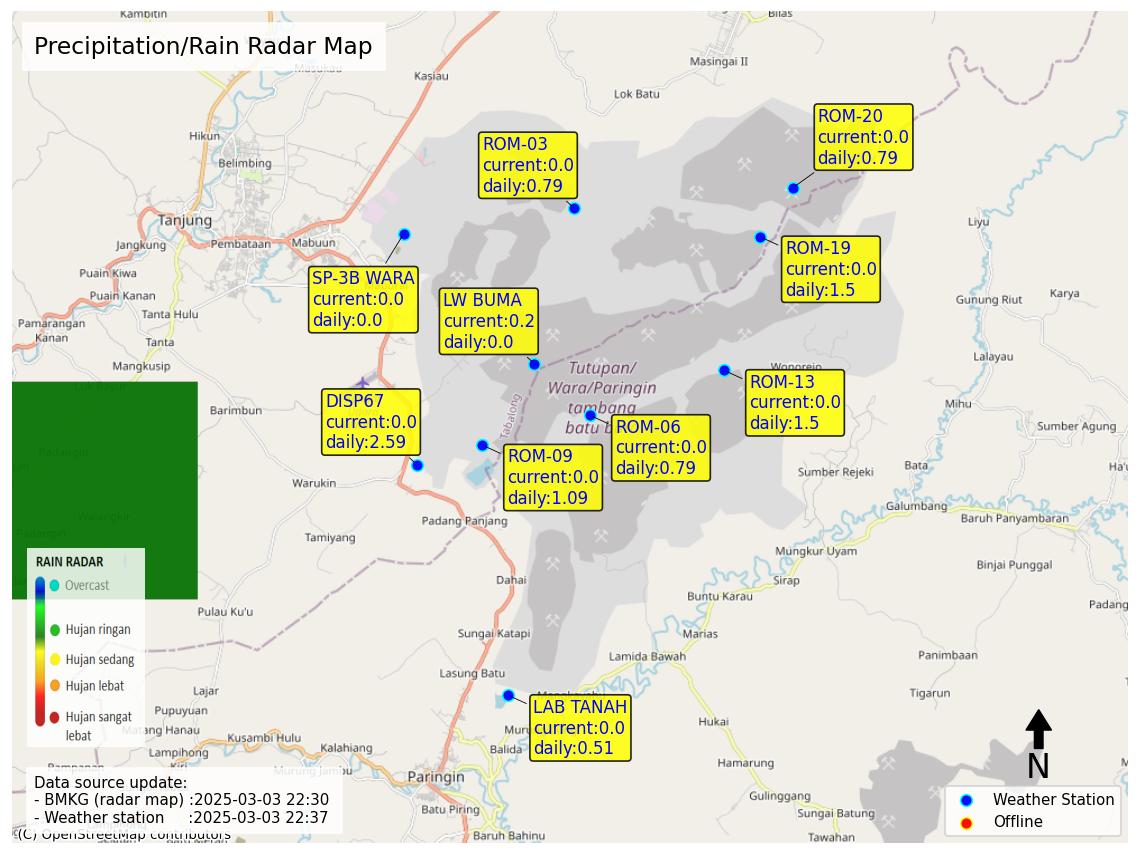 Precipitation/Rain Radar Map
Kambitin
Bilas
Masingai II
Kasiau
Lok Batu
Hikun
Belimbing
Tanjung
Jangkung
Pembataan
Mabuun
Puain Kiwa
Puain Kanan
Tanta Hulu
Pamarangan
Kanan
Tanta
Mangkusip
Barimbun
Warukin
Tamiyang
Padang Panjang
Dahai
Pulau Ku'u
Sungai Katapi
Lasung Batu
Lajar
Pupuyuan
Matang Hanau
Lampihong
Kusambi Hulu
Kalahiang
Murung Jambu
Paringin
Balida
Batu Piring
Baruh Bahinu
ROM-03
current:0.0
daily:0.79
ROM-20
current:0.0
daily:0.79
ROM-19
current:0.0
daily:1.5
SP-3B WARA
current:0.0
daily:0.0
LW BUMA
current:0.2
daily:0.0
Tutupan/
Wara/Paringin
tambang
Tabalong
Wonorejo
ROM-13
current:0.0
daily:1.5
DISP67
current:0.0
daily:2.59
ROM-06
current:0.0
daily:0.79
ROM-09
current:0.0
daily:1.09
LAB TANAH
current:0.0
daily:0.51
Liyu
Gunung Riut
Karya
Lalayau
Mihu
Sumber Agung
Sumber Rejeki
Bata
Galumbang
Baruh Panyambaran
Mungkur Uyam
Binjai Punggal
Sirap
Buntu Karau
Padang
Marias
Lamida Bawah
Panimbaan
Tigarun
Hukai
Hamarung
Gulinggang
Sungai Batung
Tawahan
RAIN RADAR
Overcast
Hujan ringan
Hujan sedang
Hujan lebat
Hujan sangat
lebat
Data source update:
- BMKG (radar map) :2025-03-03 22:30
- Weather station :2025-03-03 22:37
(C) OpenStreetMap contributors
N
Weather Station
Offline